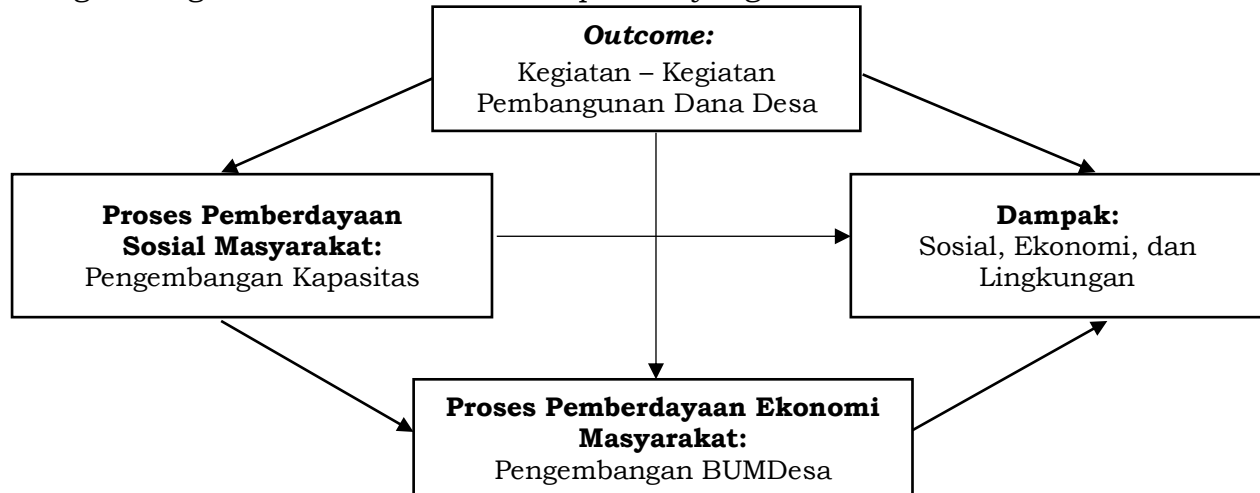 Outcome:
Kegiatan – Kegiatan
Pembangunan Dana Desa
Proses Pemberdayaan
Sosial Masyarakat:
Pengembangan Kapasitas
Dampak:
Sosial, Ekonomi, dan
Lingkungan
Proses Pemberdayaan Ekonomi
Masyarakat:
Pengembangan BUMDesa